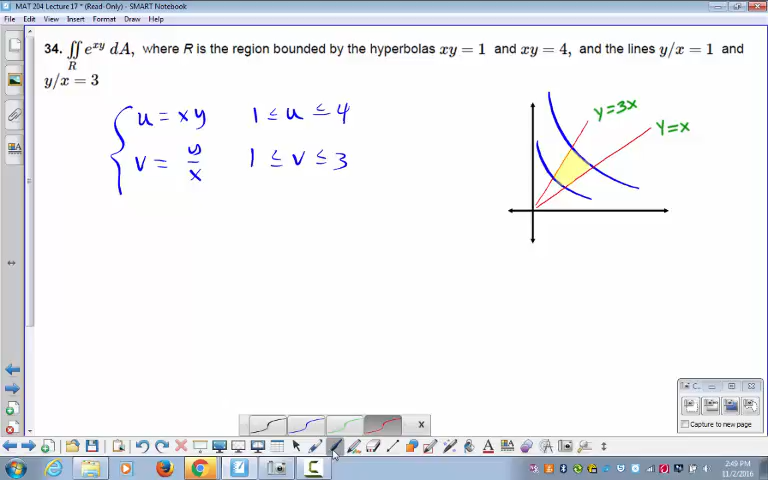 MAT 204 Lecture 17 * (Read-Only) - SMART Notebook
File Edit View Insert Format Draw Help
34. ∬_R e^{xy} dA, where R is the region bounded by the hyperbolas xy = 1 and xy = 4, and the lines y/x = 1 and
y/x = 3
u = xy 1 ≤ u ≤ 4
v = y/x 1 ≤ v ≤ 3
y=3x
y=x
C...
Capture to new page
2:49 PM
11/2/2016